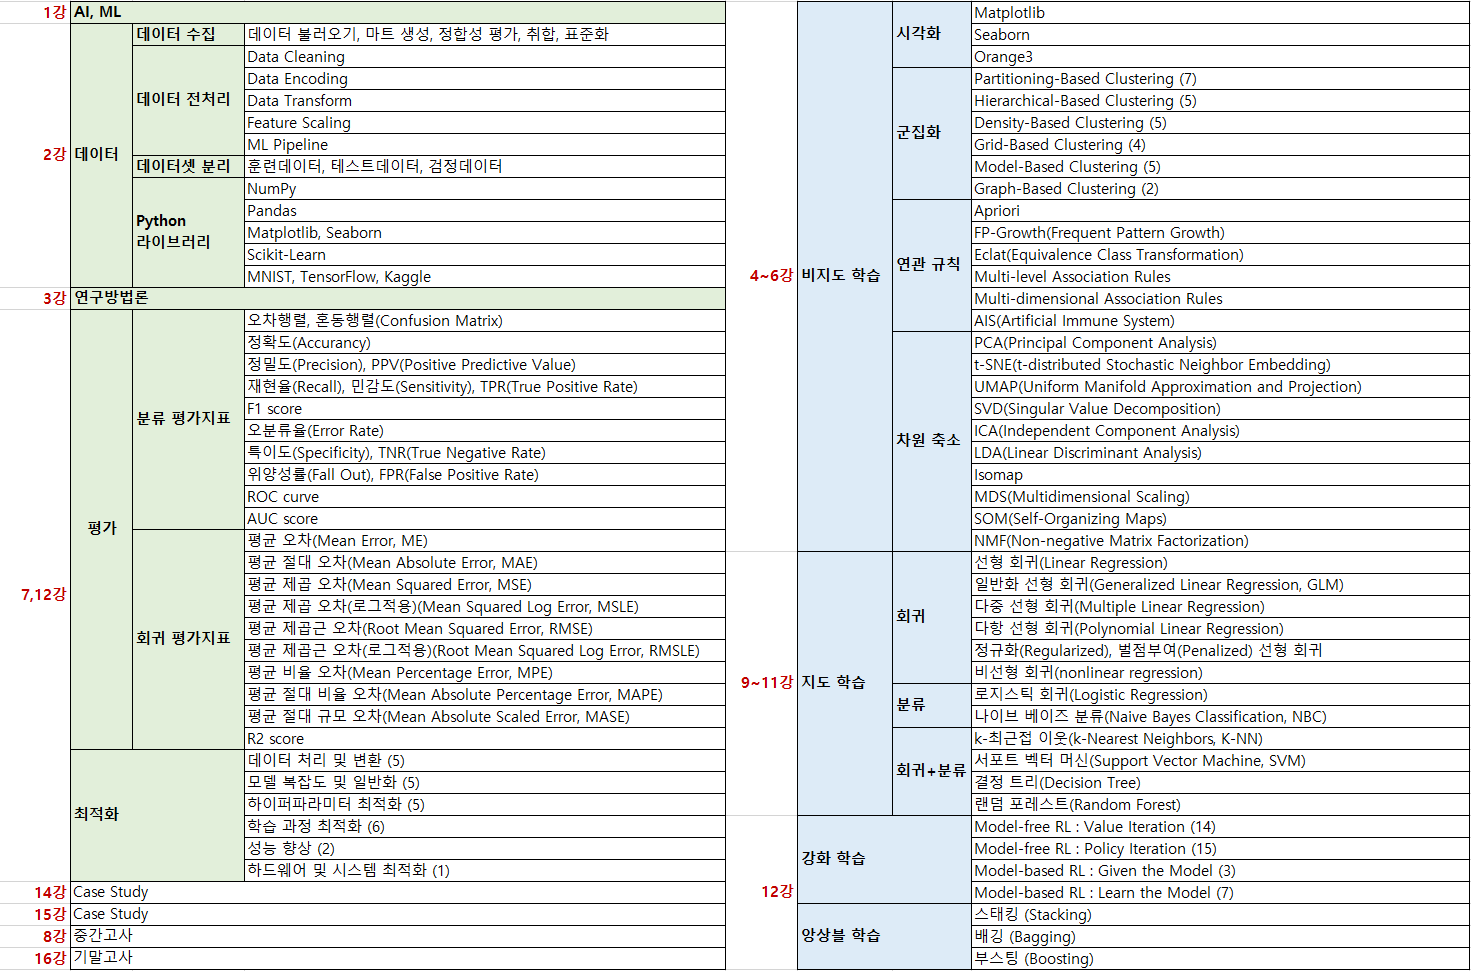 1강 AI, ML
2강 데이터
데이터 수집 데이터 불러오기, 마트 생성, 정합성 평가, 취합, 표준화
데이터 전처리
Data Cleaning
Data Encoding
Data Transform
Feature Scaling
ML Pipeline
데이터셋 분리 훈련데이터, 테스트데이터, 검정데이터
Python
라이브러리
NumPy
Pandas
Matplotlib, Seaborn
Scikit-Learn
MNIST, TensorFlow, Kaggle
3강 연구방법론
7,12강
평가
분류 평가지표
오차행렬, 혼동행렬(Confusion Matrix)
정확도(Accurancy)
정밀도(Precision), PPV(Positive Predictive Value)
재현율(Recall), 민감도(Sensitivity), TPR(True Positive Rate)
F1 score
오분류율(Error Rate)
특이도(Specificity), TNR(True Negative Rate)
위양성률(Fall Out), FPR(False Positive Rate)
ROC curve
AUC score
회귀 평가지표
평균 오차(Mean Error, ME)
평균 절대 오차(Mean Absolute Error, MAE)
평균 제곱 오차(Mean Squared Error, MSE)
평균 제곱 오차(로그적용)(Mean Squared Log Error, MSLE)
평균 제곱근 오차(Root Mean Squared Error, RMSE)
평균 제곱근 오차(로그적용)(Root Mean Squared Log Error, RMSLE)
평균 비율 오차(Mean Percentage Error, MPE)
평균 절대 비율 오차(Mean Absolute Percentage Error, MAPE)
평균 절대 규모 오차(Mean Absolute Scaled Error, MASE)
R2 score
최적화
데이터 처리 및 변환 (5)
모델 복잡도 및 일반화 (5)
하이퍼파라미터 최적화 (5)
학습 과정 최적화 (6)
성능 향상 (2)
하드웨어 및 시스템 최적화 (1)
14강 Case Study
15강 Case Study
8강 중간고사
16강 기말고사
4~6강 비지도 학습
시각화
Matplotlib
Seaborn
Orange3
군집화
Partitioning-Based Clustering (7)
Hierarchical-Based Clustering (5)
Density-Based Clustering (5)
Grid-Based Clustering (4)
Model-Based Clustering (5)
Graph-Based Clustering (2)
연관 규칙
Apriori
FP-Growth(Frequent Pattern Growth)
Eclat(Equivalence Class Transformation)
Multi-level Association Rules
Multi-dimensional Association Rules
AIS(Artificial Immune System)
차원 축소
PCA(Principal Component Analysis)
t-SNE(t-distributed Stochastic Neighbor Embedding)
UMAP(Uniform Manifold Approximation and Projection)
SVD(Singular Value Decomposition)
ICA(Independent Component Analysis)
LDA(Linear Discriminant Analysis)
Isomap
MDS(Multidimensional Scaling)
SOM(Self-Organizing Maps)
NMF(Non-negative Matrix Factorization)
9~11강 지도 학습
회귀
선형 회귀(Linear Regression)
일반화 선형 회귀(Generalized Linear Regression, GLM)
다중 선형 회귀(Multiple Linear Regression)
다항 선형 회귀(Polynomial Linear Regression)
정규화(Regularized), 벌점부여(Penalized) 선형 회귀
비선형 회귀(nonlinear regression)
분류
로지스틱 회귀(Logistic Regression)
나이브 베이즈 분류(Naive Bayes Classification, NBC)
회귀+분류
k-최근접 이웃(k-Nearest Neighbors, K-NN)
서포트 벡터 머신(Support Vector Machine, SVM)
결정 트리(Decision Tree)
랜덤 포레스트(Random Forest)
12강
강화 학습
Model-free RL : Value Iteration (14)
Model-free RL : Policy Iteration (15)
Model-based RL : Given the Model (3)
Model-based RL : Learn the Model (7)
앙상블 학습
스태킹 (Stacking)
배깅 (Bagging)
부스팅 (Boosting)